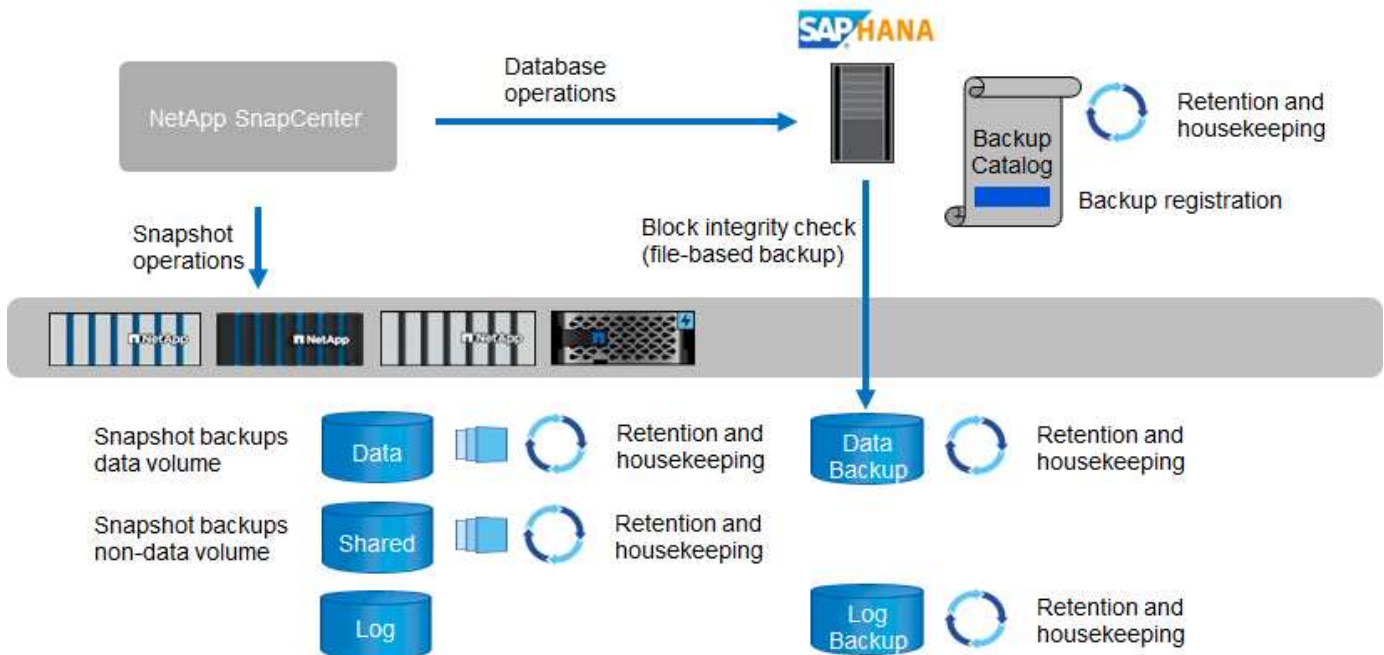 SAP HANA
NetApp SnapCenter
Database
operations
Backup
Catalog
Retention and
housekeeping
Backup registration
Snapshot
operations
Block integrity check
(file-based backup)
NetApp
NetApp
NetApp
Snapshot backups
data volume
Data
Retention and
housekeeping
Data
Backup
Retention and
housekeeping
Snapshot backups
non-data volume
Shared
Retention and
housekeeping
Log
Log
Backup
Retention and
housekeeping